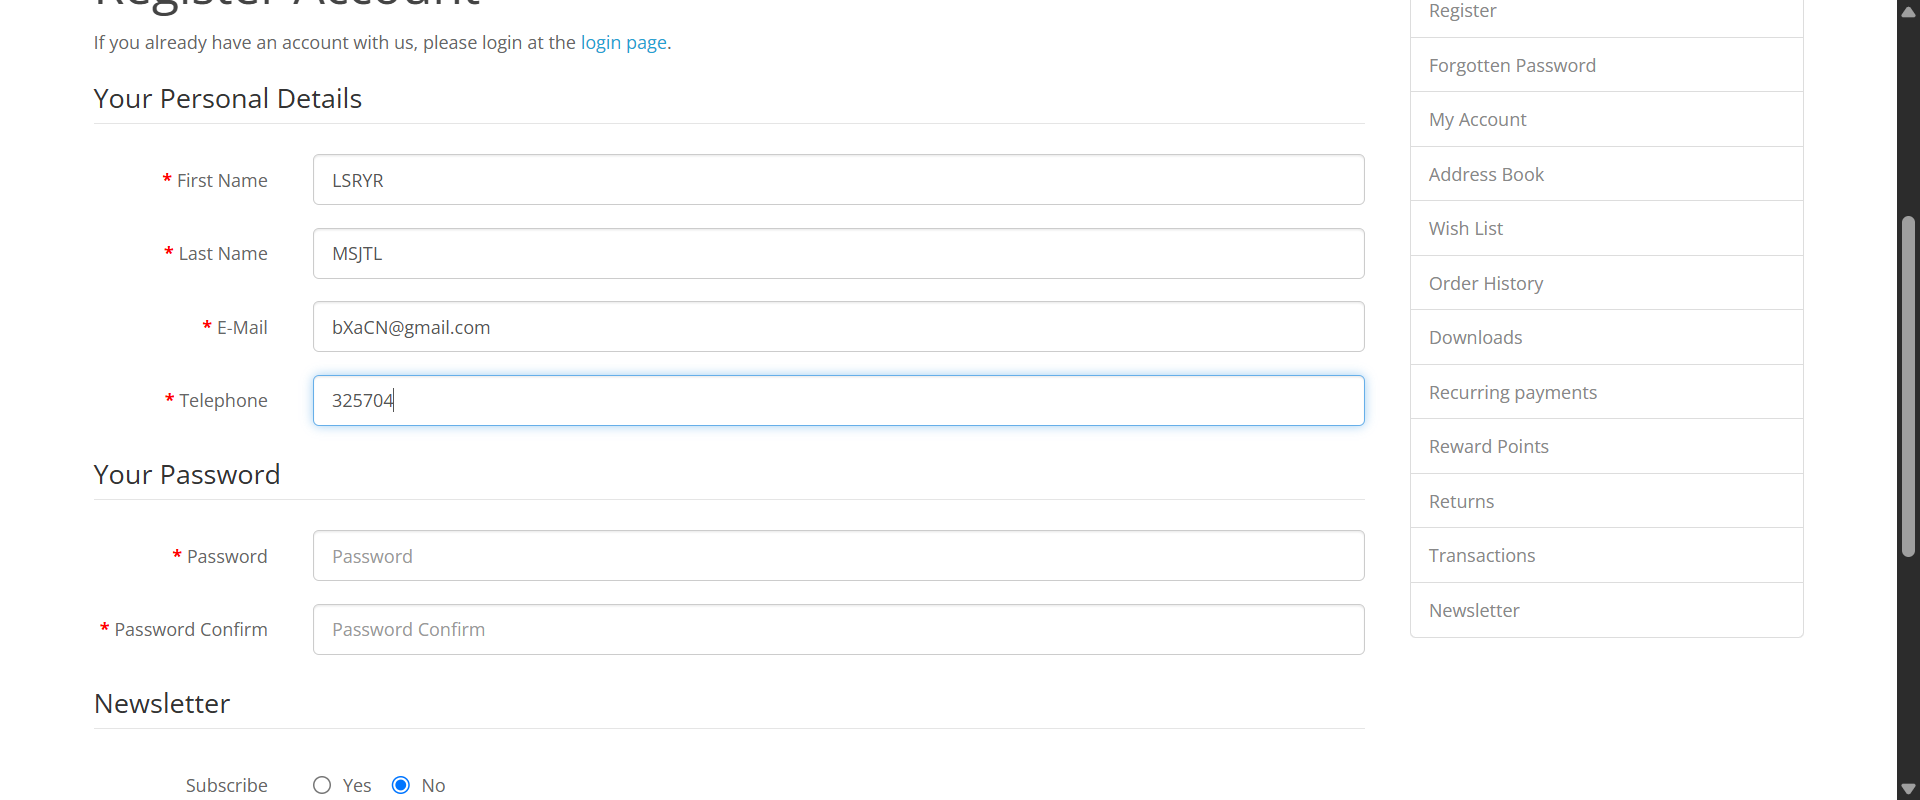 Register Account
If you already have an account with us, please login at the login page.
Your Personal Details
* First Name
LSRYR
* Last Name
MSJTL
* E-Mail
bXaCN@gmail.com
* Telephone
325704
Your Password
* Password
Password
* Password Confirm
Password Confirm
Newsletter
Subscribe
Yes
No
Register
Forgotten Password
My Account
Address Book
Wish List
Order History
Downloads
Recurring payments
Reward Points
Returns
Transactions
Newsletter